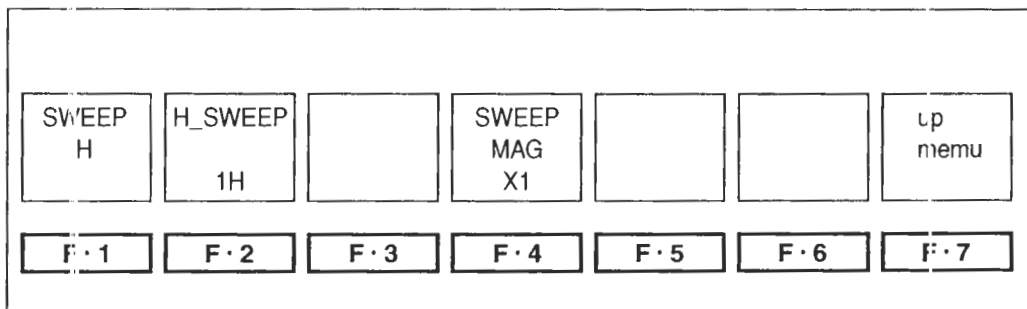 SWEEP
H
H_SWEEP
1H
SWEEP
MAG
X1
up
memu
F·1
F·2
F·3
F·4
F·5
F·6
F·7